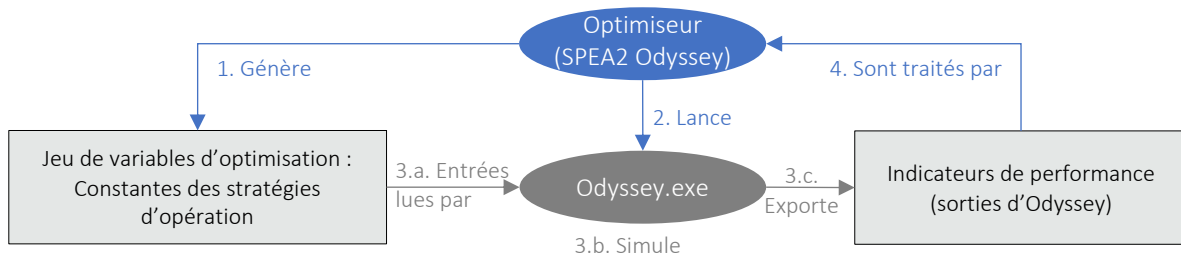 Optimiseur
(SPEA2 Odyssey)
1. Génère
4. Sont traités par
2. Lance
Jeu de variables d’optimisation :
Constantes des stratégies
d’opération
3.a. Entrées
lues par
Odyssey.exe
3.c.
Exporte
Indicateurs de performance
(sorties d’Odyssey)
3.b. Simule